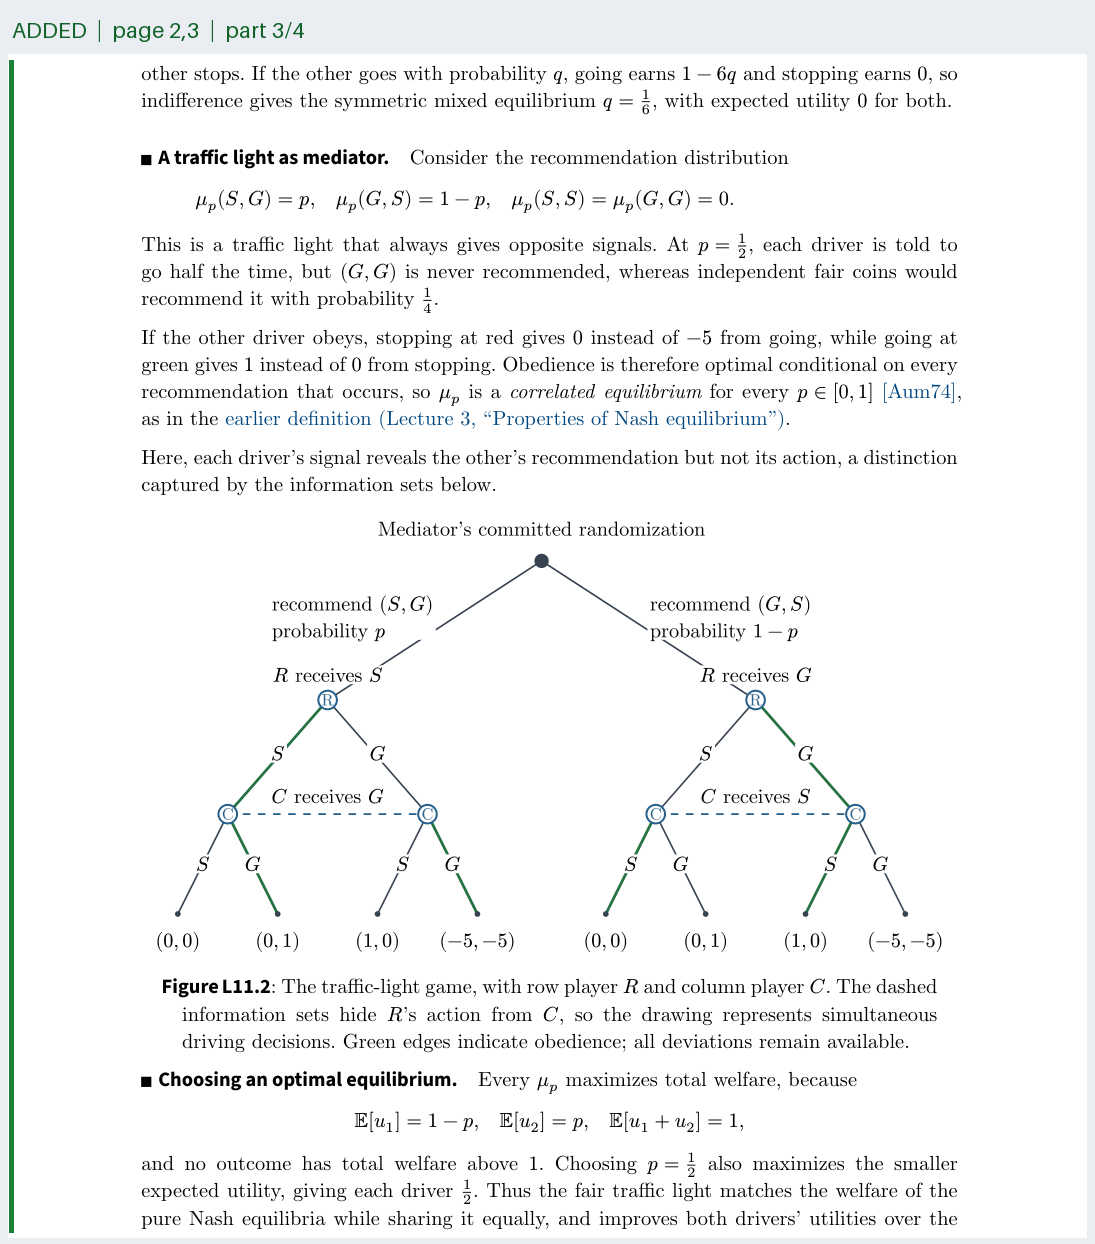 ADDED | page 2,3 | part 3/4
other stops. If the other goes with probability q, going earns 1 − 6q and stopping earns 0, so
indifference gives the symmetric mixed equilibrium q = 1/6, with expected utility 0 for both.
■ A traffic light as mediator. Consider the recommendation distribution
μ_p(S, G) = p, μ_p(G, S) = 1 − p, μ_p(S, S) = μ_p(G, G) = 0.
This is a traffic light that always gives opposite signals. At p = 1/2, each driver is told to
go half the time, but (G, G) is never recommended, whereas independent fair coins would
recommend it with probability 1/4.
If the other driver obeys, stopping at red gives 0 instead of −5 from going, while going at
green gives 1 instead of 0 from stopping. Obedience is therefore optimal conditional on every
recommendation that occurs, so μ_p is a correlated equilibrium for every p ∈ [0, 1] [Aum74],
as in the earlier definition (Lecture 3, “Properties of Nash equilibrium”).
Here, each driver’s signal reveals the other’s recommendation but not its action, a distinction
captured by the information sets below.
Mediator’s committed randomization
recommend (S, G)
probability p
recommend (G, S)
probability 1 − p
R receives S
R receives G
R
R
S
G
S
G
C receives G
C receives S
C
C
C
C
S
G
S
G
S
G
S
G
(0, 0)
(0, 1)
(1, 0)
(−5, −5)
(0, 0)
(0, 1)
(1, 0)
(−5, −5)
Figure L11.2: The traffic-light game, with row player R and column player C. The dashed
information sets hide R’s action from C, so the drawing represents simultaneous
driving decisions. Green edges indicate obedience; all deviations remain available.
■ Choosing an optimal equilibrium. Every μ_p maximizes total welfare, because
𝔼[u₁] = 1 − p, 𝔼[u₂] = p, 𝔼[u₁ + u₂] = 1,
and no outcome has total welfare above 1. Choosing p = 1/2 also maximizes the smaller
expected utility, giving each driver 1/2. Thus the fair traffic light matches the welfare of the
pure Nash equilibria while sharing it equally, and improves both drivers’ utilities over the